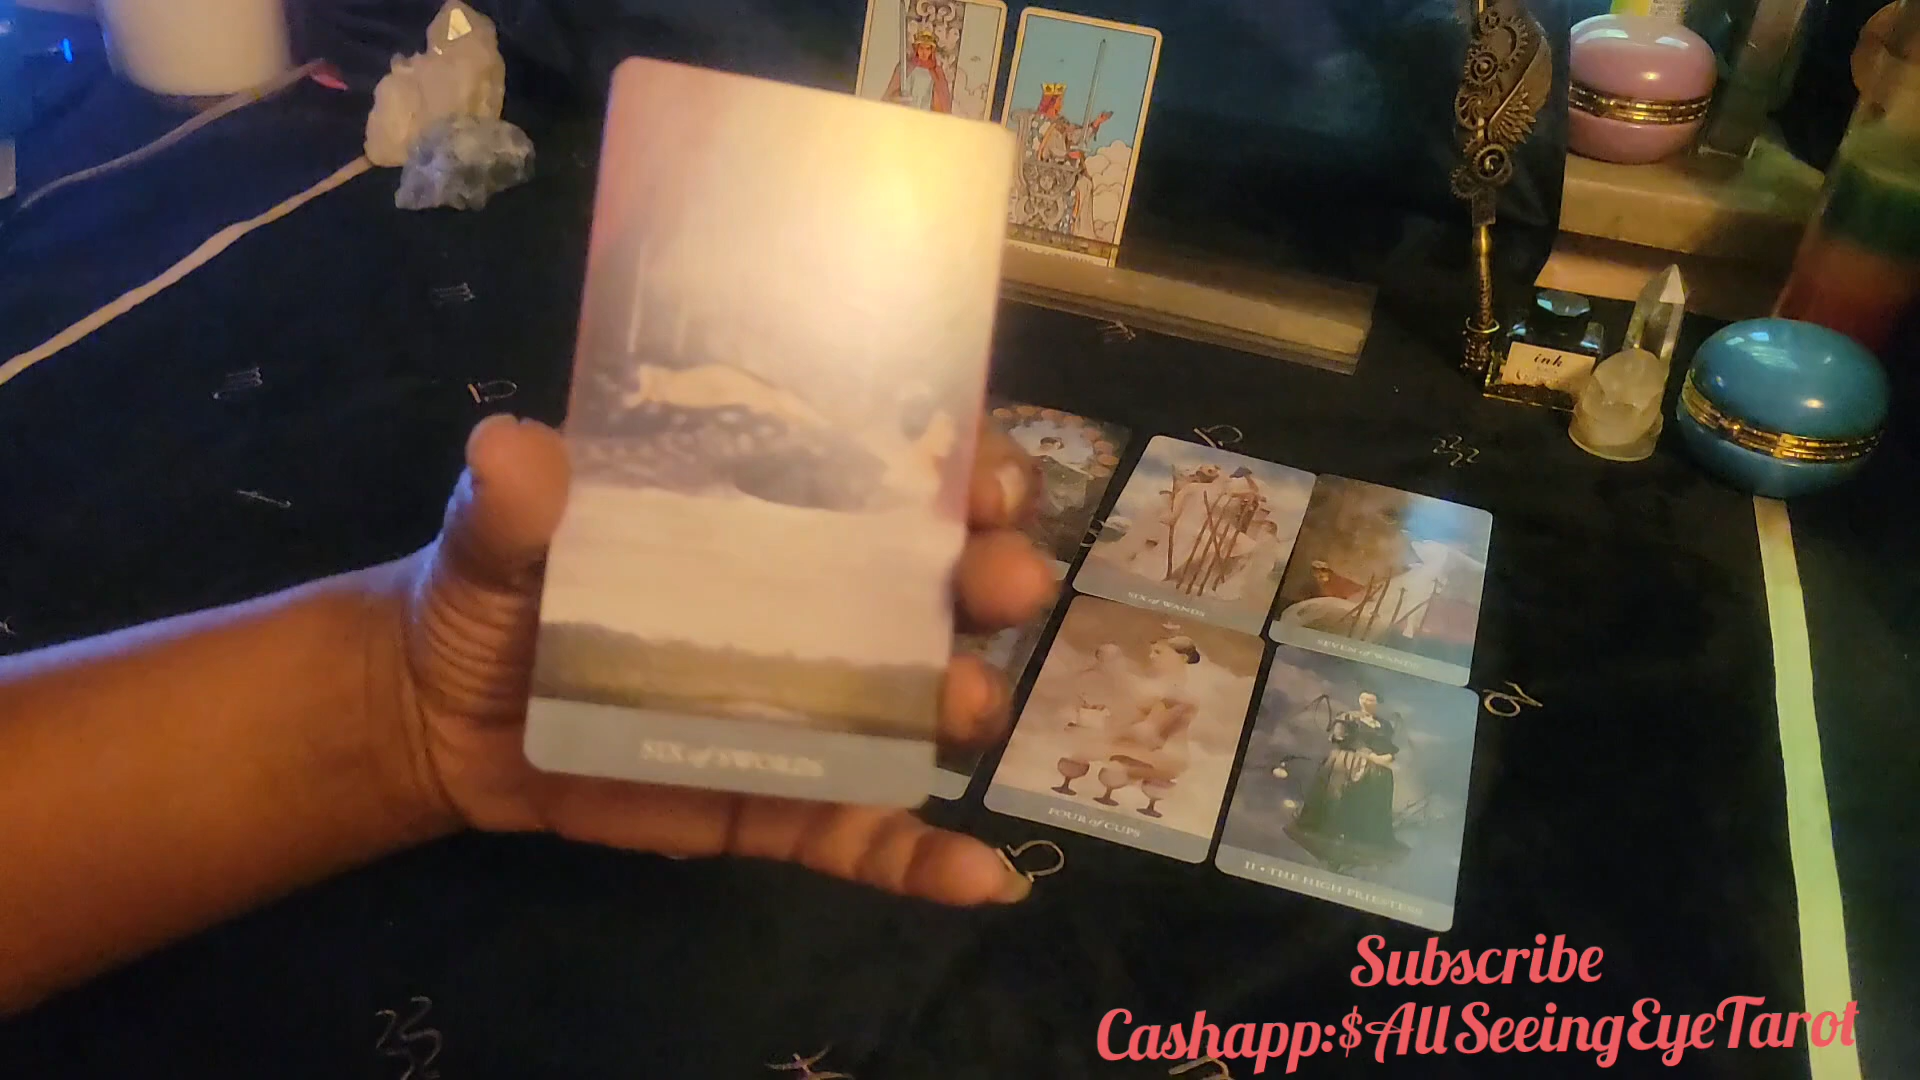 ink
SIX of WANDS
SEVEN of WANDS
SIX of SWORDS
FOUR of CUPS
II • THE HIGH PRIESTESS
Subscribe
Cashapp:$AllSeeingEyeTarot